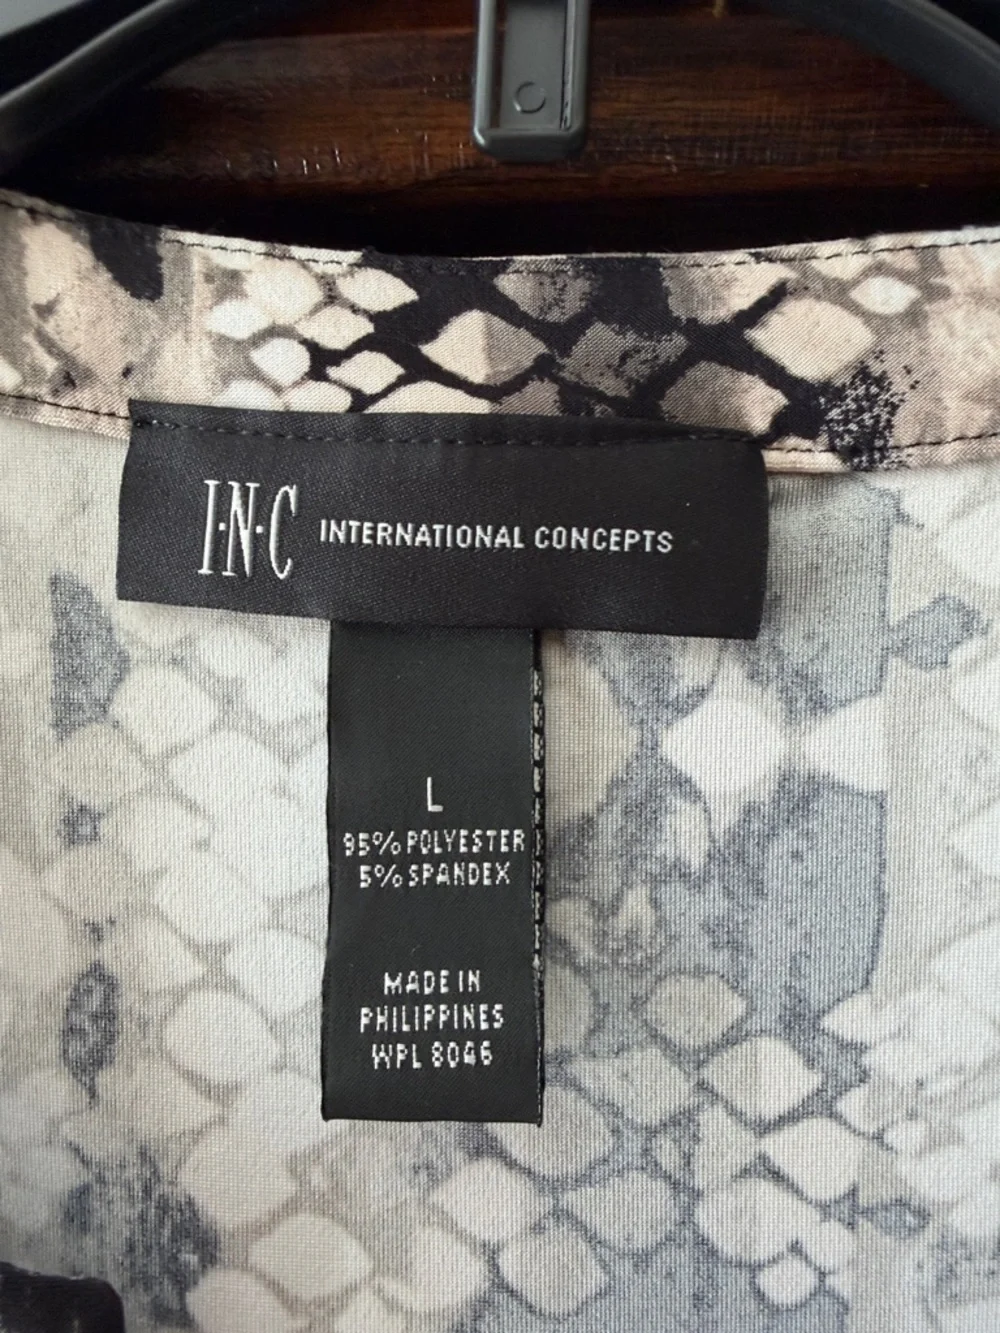 I·N·C INTERNATIONAL CONCEPTS
L
95% POLYESTER
5% SPANDEX
MADE IN
PHILIPPINES
WPL 8046